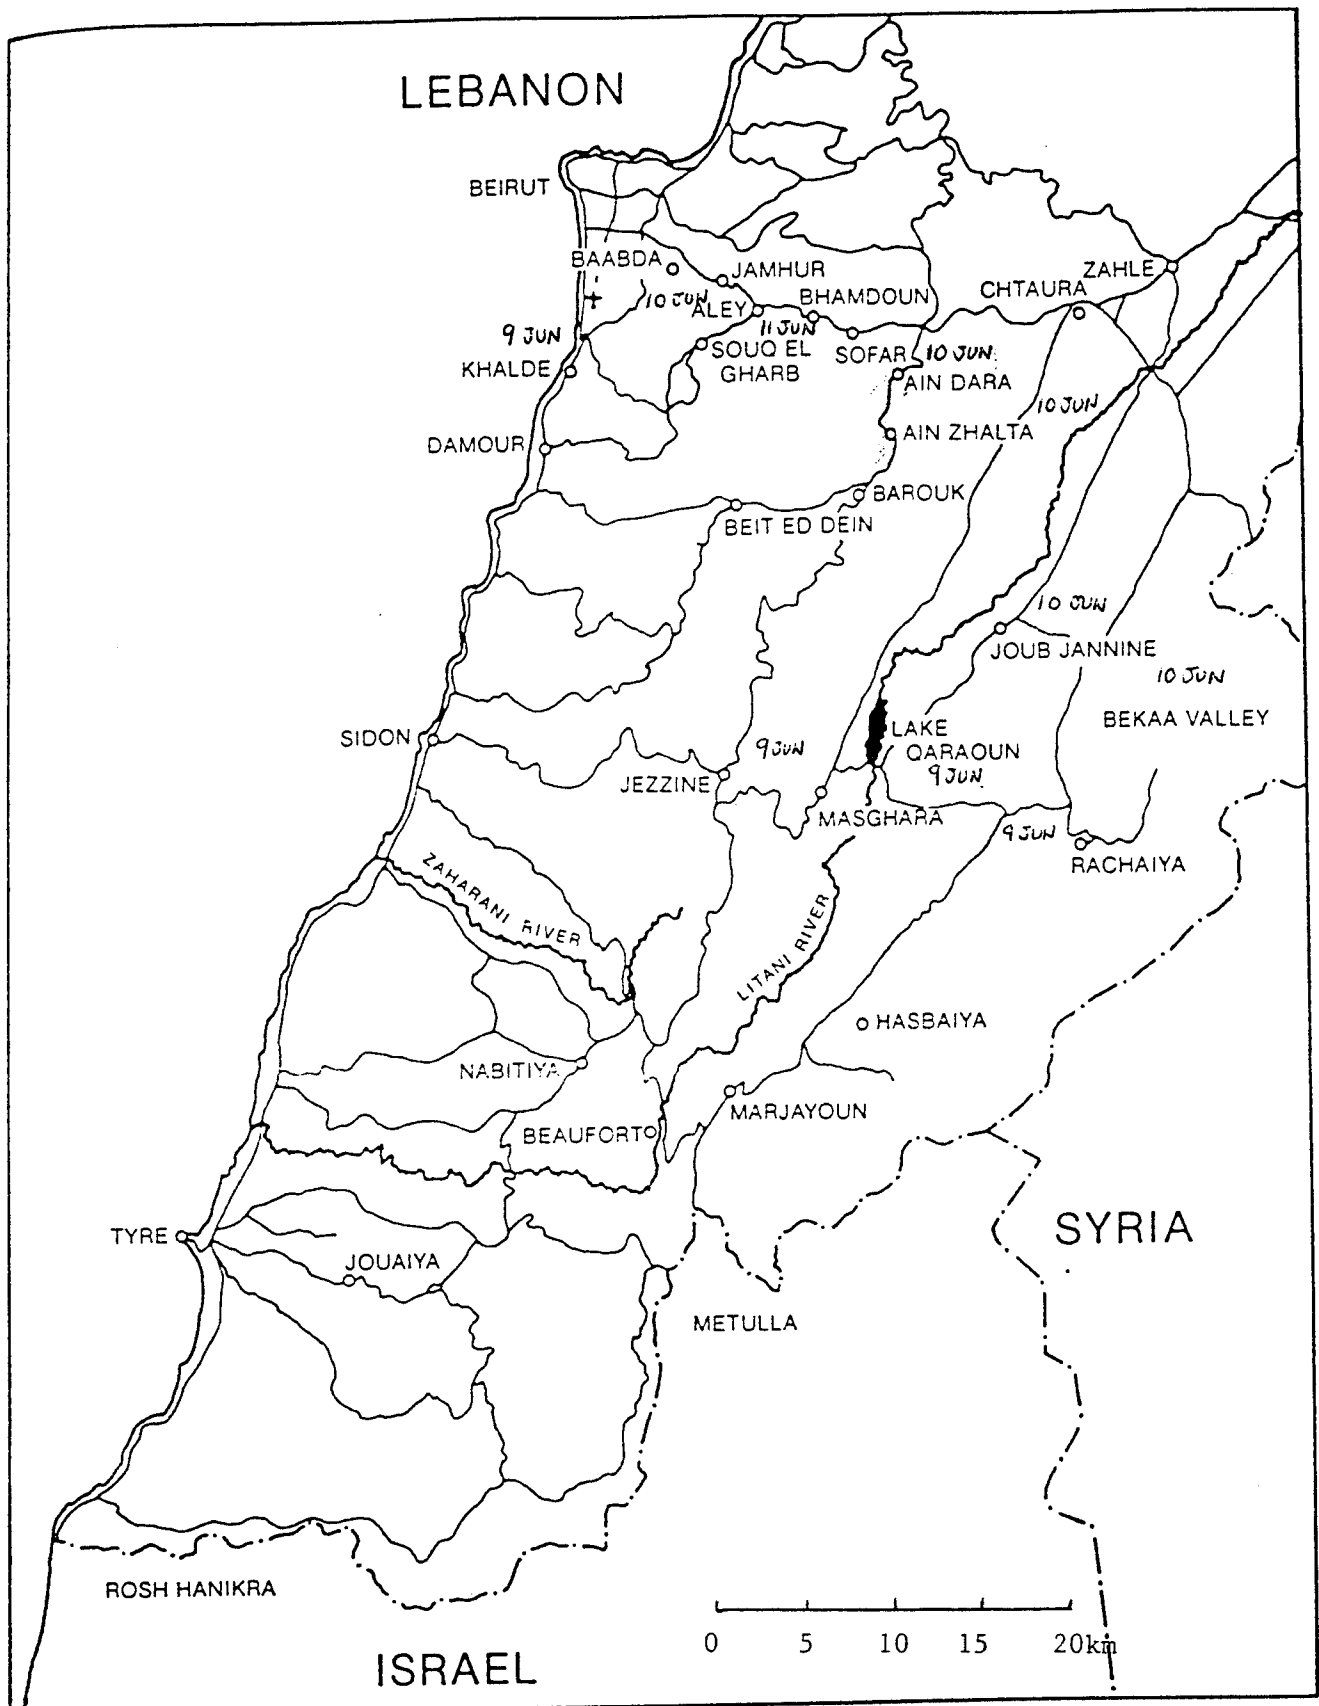 LEBANON
BEIRUT
BAABDA
JAMHUR
ZAHLE
CHTAURA
10 JUN
ALEY
BHAMDOUN
11 JUN
9 JUN
SOUQ EL
GHARB
SOFAR
10 JUN
KHALDE
AIN DARA
10 JUN
DAMOUR
AIN ZHALTA
BAROUK
BEIT ED DEIN
10 JUN
JOUB JANNINE
10 JUN
BEKAA VALLEY
SIDON
LAKE
QARAOUN
9 JUN
9 JUN
JEZZINE
MASGHARA
9 JUN
RACHAIYA
ZAHARANI RIVER
LITANI RIVER
HASBAIYA
NABITIYA
MARJAYOUN
BEAUFORT
TYRE
SYRIA
JOUAIYA
METULLA
ROSH HANIKRA
0 5 10 15 20km
ISRAEL